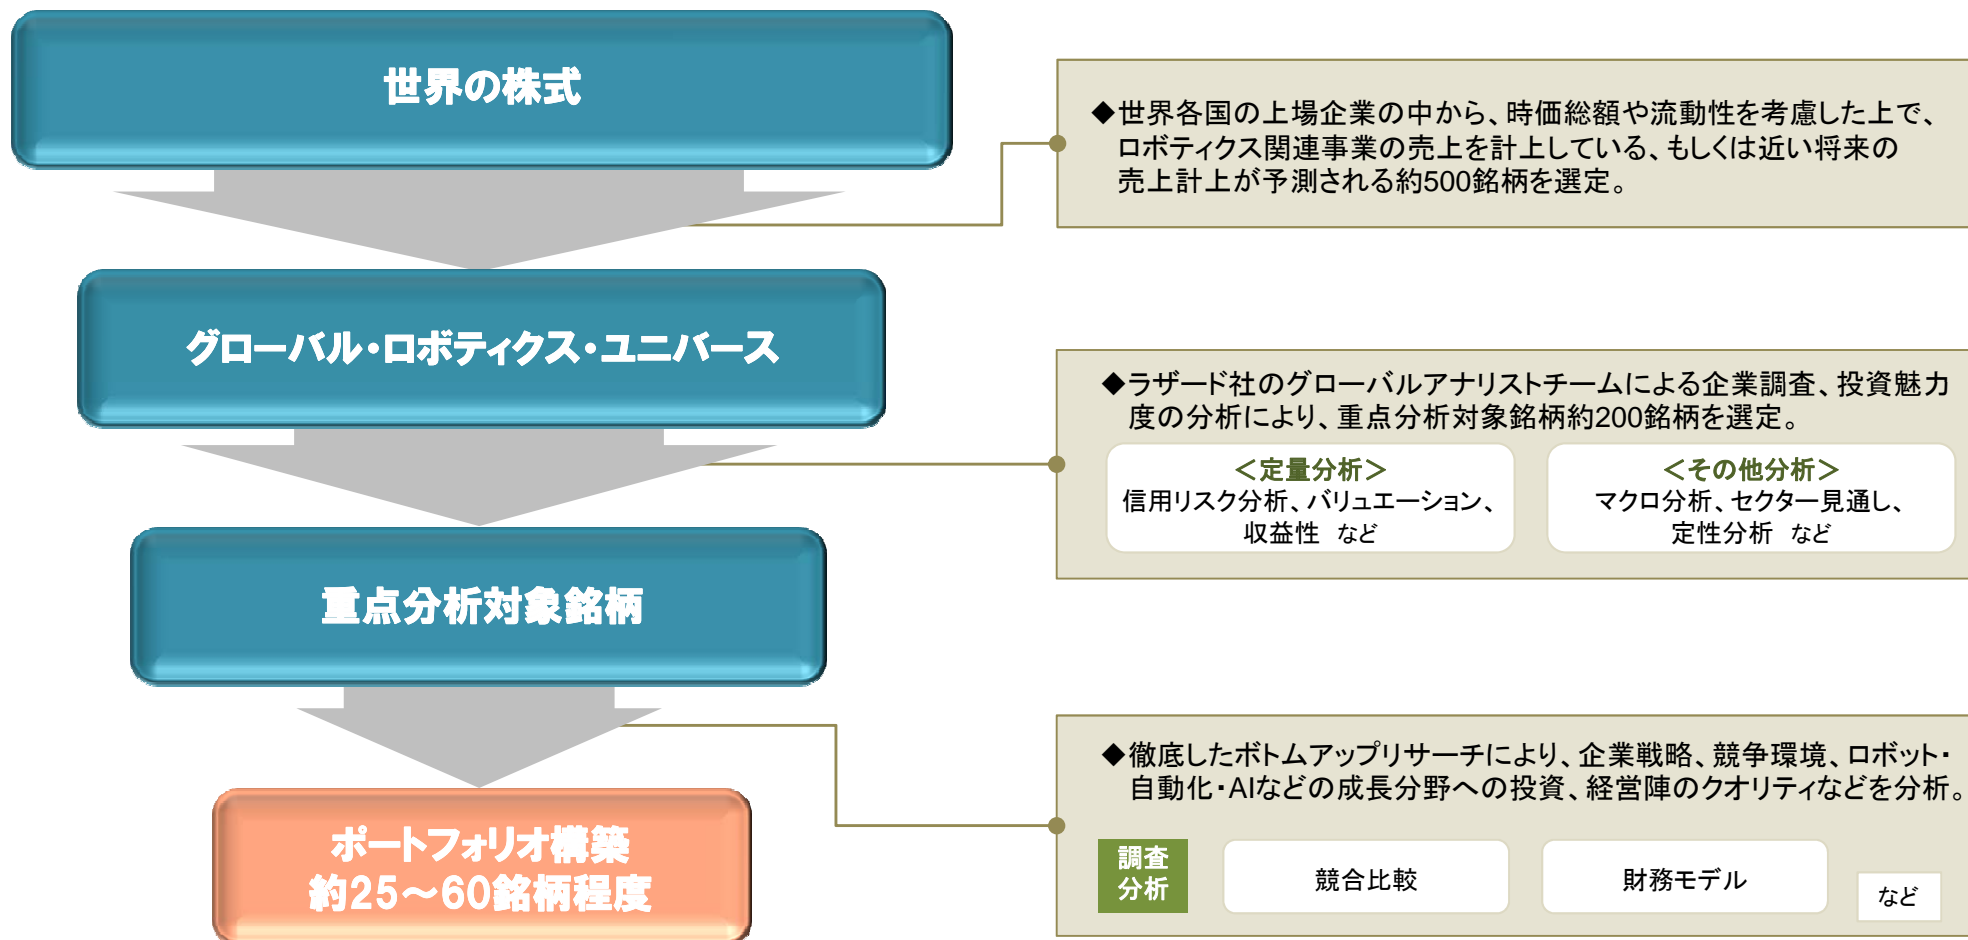 世界の株式
◆世界各国の上場企業の中から、時価総額や流動性を考慮した上で、
ロボティクス関連事業の売上を計上している、もしくは近い将来の
売上計上が予測される約500銘柄を選定。
グローバル・ロボティクス・ユニバース
◆ラザード社のグローバルアナリストチームによる企業調査、投資魅力
度の分析により、重点分析対象銘柄約200銘柄を選定。
＜定量分析＞
信用リスク分析、バリュエーション、
収益性 など
＜その他分析＞
マクロ分析、セクター見通し、
定性分析 など
重点分析対象銘柄
◆徹底したボトムアップリサーチにより、企業戦略、競争環境、ロボット・
自動化・AIなどの成長分野への投資、経営陣のクオリティなどを分析。
調査
分析
競合比較
財務モデル
など
ポートフォリオ構築
約25～60銘柄程度